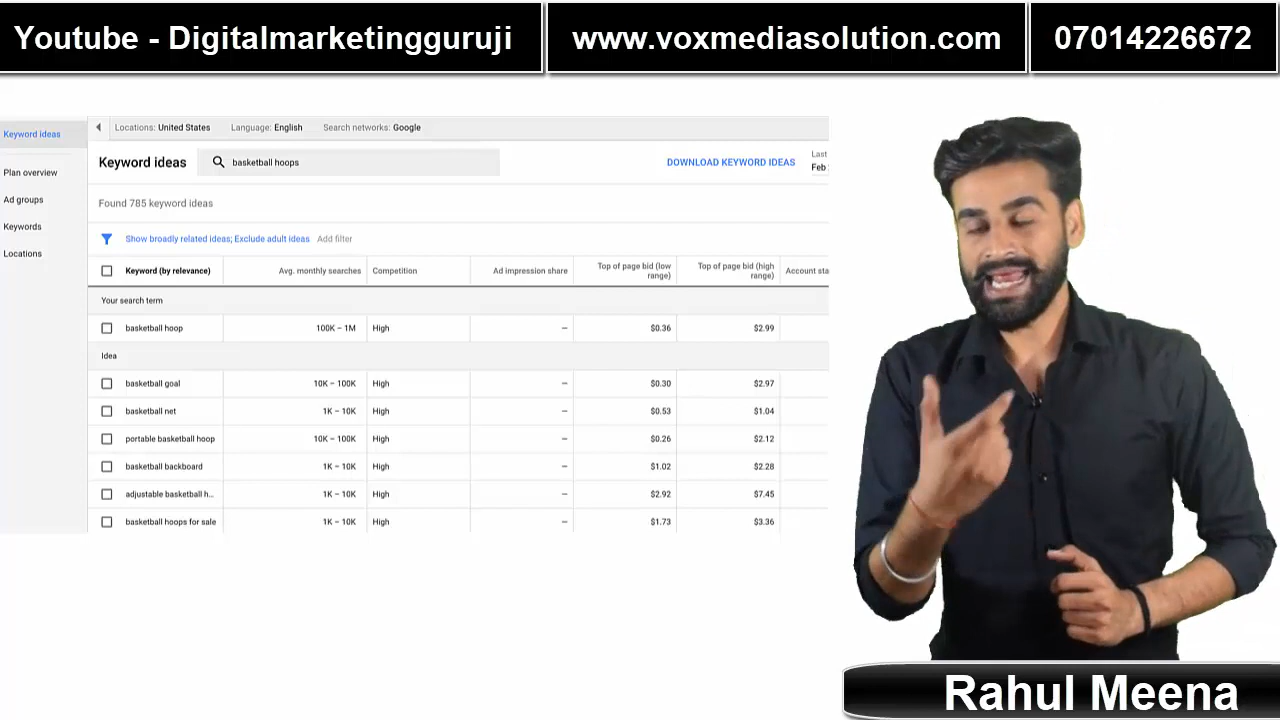 Youtube - Digitalmarketingguruji
www.voxmediasolution.com
07014226672
Keyword ideas
Plan overview
Ad groups
Keywords
Locations
Locations: United States Language: English Search networks: Google
Keyword ideas basketball hoops DOWNLOAD KEYWORD IDEAS
Last
Feb
Found 785 keyword ideas
Show broadly related ideas; Exclude adult ideas Add filter
Keyword (by relevance) Avg. monthly searches Competition Ad impression share Top of page bid (low range) Top of page bid (high range) Account sta
Your search term
basketball hoop 100K – 1M High – $0.36 $2.99
Idea
basketball goal 10K – 100K High – $0.30 $2.97
basketball net 1K – 10K High – $0.53 $1.04
portable basketball hoop 10K – 100K High – $0.26 $2.12
basketball backboard 1K – 10K High – $1.02 $2.28
adjustable basketball h... 1K – 10K High – $2.92 $7.45
basketball hoops for sale 1K – 10K High – $1.73 $3.36
Rahul Meena